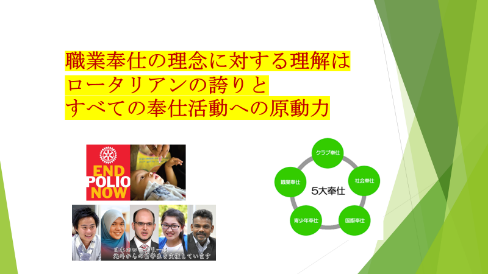 職業奉仕の理念に対する理解は
ロータリアンの誇りと
すべての奉仕活動への原動力
END
POLIO
NOW
クラブ奉仕
職業奉仕
社会奉仕
5大奉仕
青少年奉仕
国際奉仕